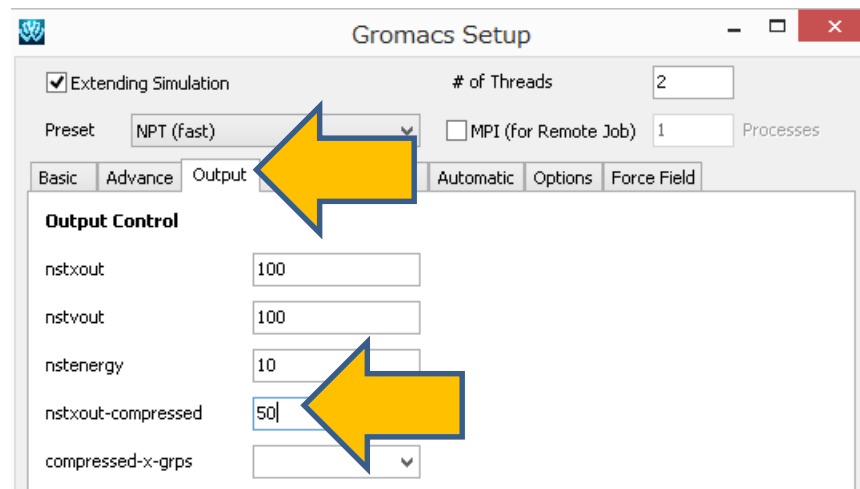 Gromacs Setup
Extending Simulation # of Threads 2
Preset NPT (fast) MPI (for Remote Job) 1 Processes
Basic Advance Output Automatic Options Force Field
Output Control
nstxout 100
nstvout 100
nstenergy 10
nstxout-compressed 50
compressed-x-grps